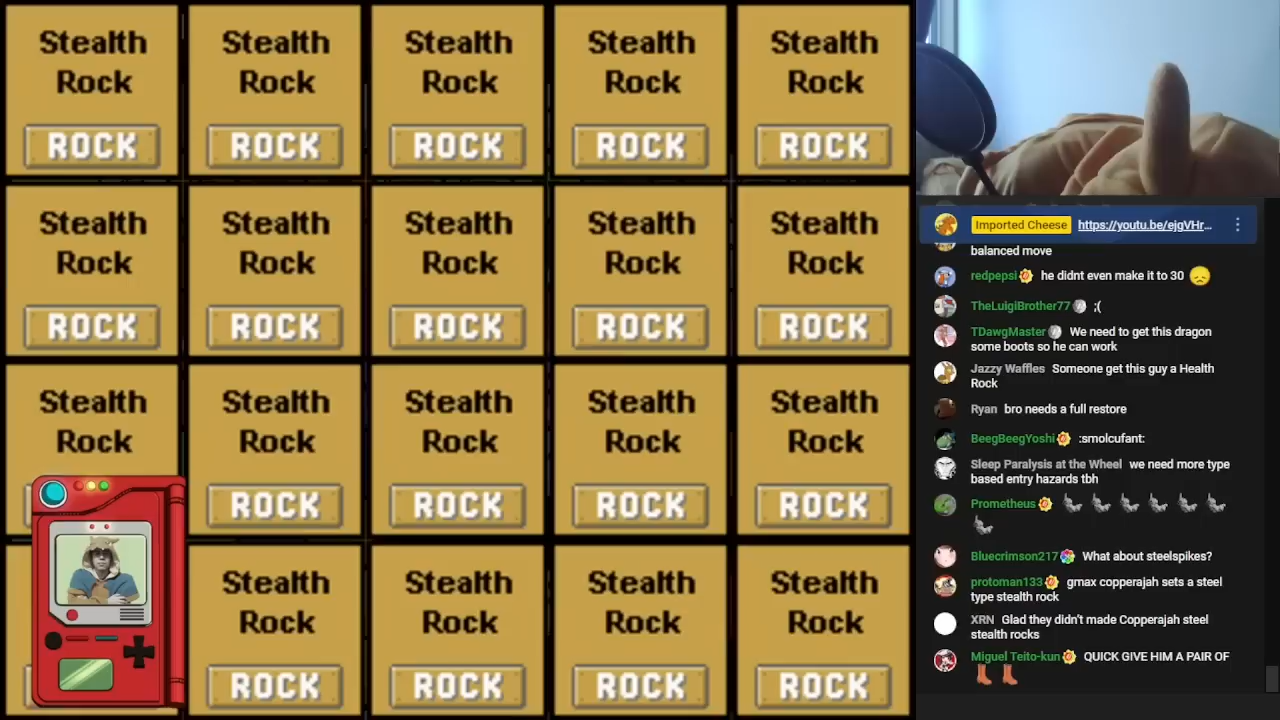 Stealth
Rock
ROCK
Stealth
Rock
ROCK
Stealth
Rock
ROCK
Stealth
Rock
ROCK
Stealth
Rock
ROCK
Stealth
Rock
ROCK
Stealth
Rock
ROCK
Stealth
Rock
ROCK
Stealth
Rock
ROCK
Stealth
Rock
ROCK
Stealth
Rock
Stealth
Rock
ROCK
Stealth
Rock
ROCK
Stealth
Rock
ROCK
Stealth
Rock
ROCK
Stealth
Rock
ROCK
Stealth
Rock
ROCK
Stealth
Rock
ROCK
Stealth
Rock
ROCK
Imported Cheese https://youtu.be/ejgVHr...
balanced move
redpepsi he didnt even make it to 30
TheLuigiBrother77 ;(
TDawgMaster We need to get this dragon
some boots so he can work
Jazzy Waffles Someone get this guy a Health
Rock
Ryan bro needs a full restore
BeegBeegYoshi :smolcufant:
Sleep Paralysis at the Wheel we need more type
based entry hazards tbh
Prometheus
Bluecrimson217 What about steelspikes?
protoman133 gmax copperajah sets a steel
type stealth rock
XRN Glad they didn't made Copperajah steel
stealth rocks
Miguel Teito-kun QUICK GIVE HIM A PAIR OF